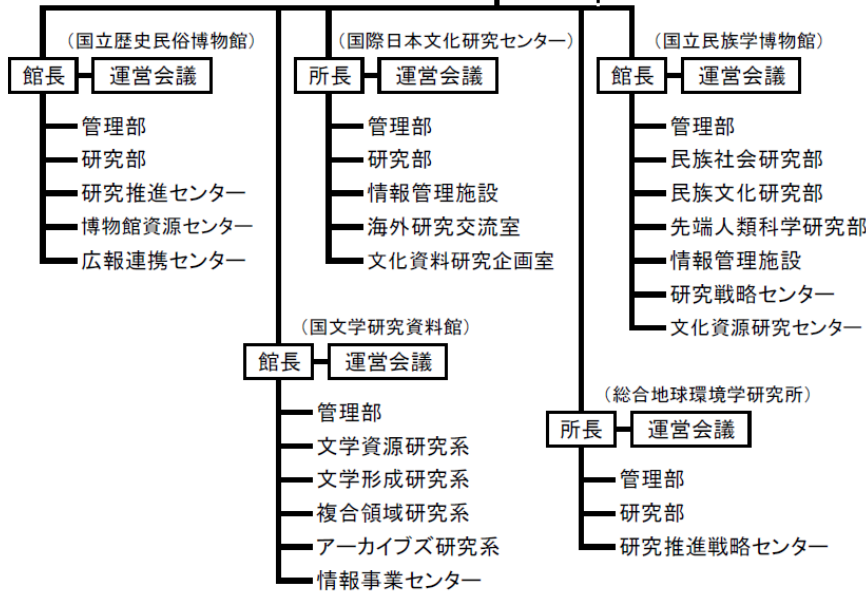 （国立歴史民俗博物館）
館長
運営会議
管理部
研究部
研究推進センター
博物館資源センター
広報連携センター
（国際日本文化研究センター）
所長
運営会議
管理部
研究部
情報管理施設
海外研究交流室
文化資料研究企画室
（国立民族学博物館）
館長
運営会議
管理部
民族社会研究部
民族文化研究部
先端人類科学研究部
情報管理施設
研究戦略センター
文化資源研究センター
（国文学研究資料館）
館長
運営会議
管理部
文学資源研究系
文学形成研究系
複合領域研究系
アーカイブズ研究系
情報事業センター
（総合地球環境学研究所）
所長
運営会議
管理部
研究部
研究推進戦略センター